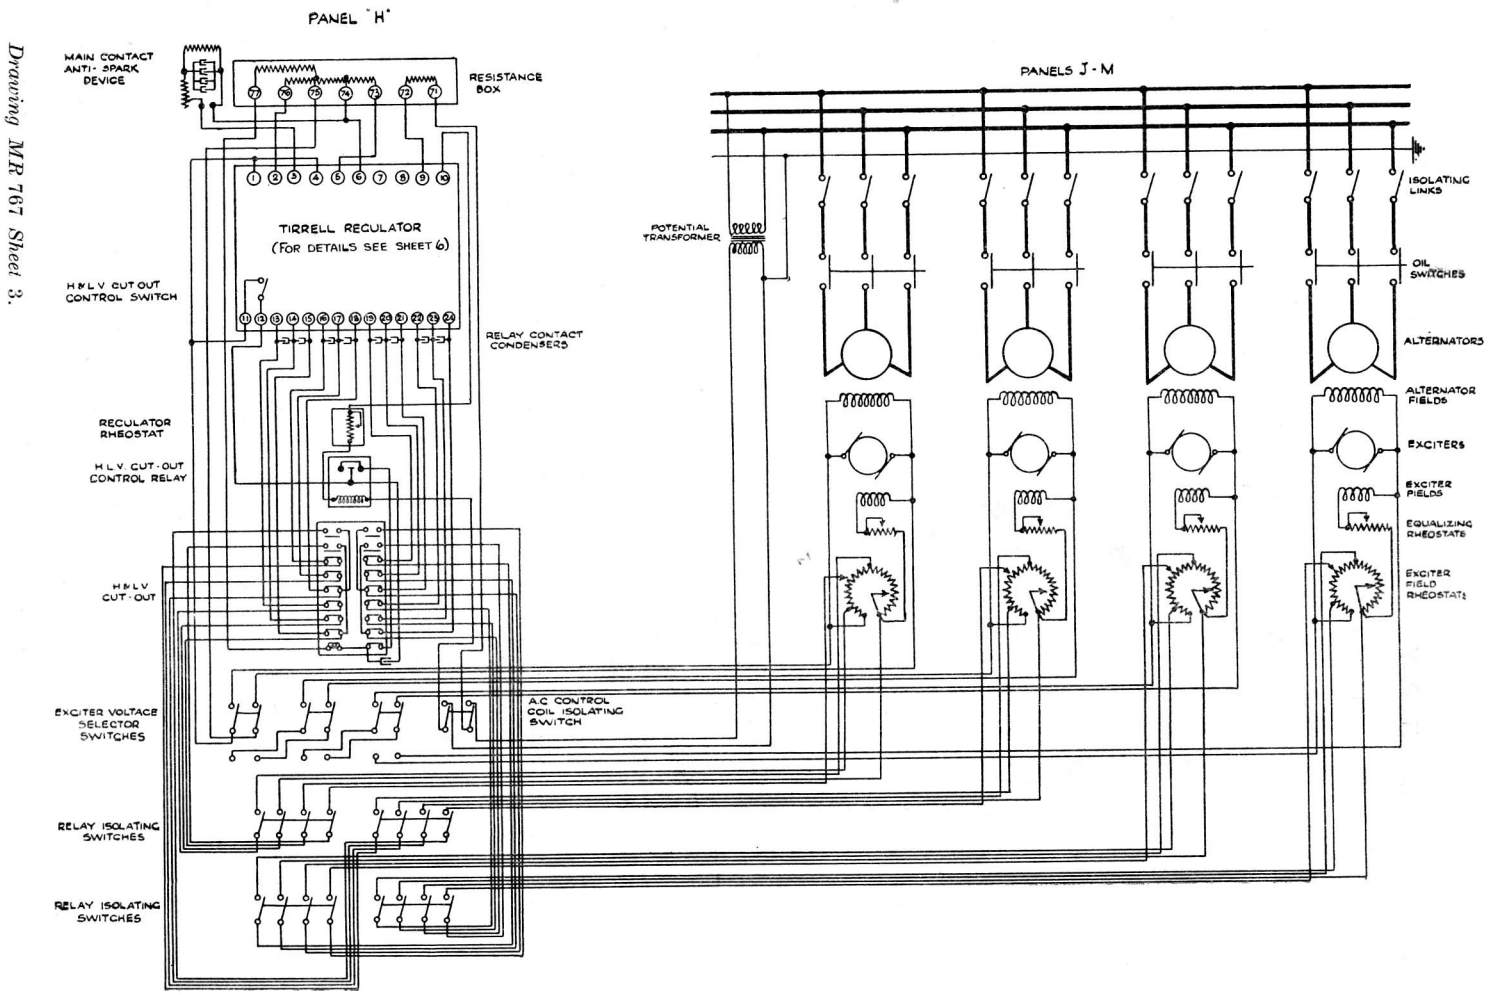 PANEL "H"
MAIN CONTACT
ANTI-SPARK
DEVICE
RESISTANCE
BOX
77 76 75 74 73 72 71
1 2 3 4 5 6 7 8 9 10
TIRRELL REGULATOR
(FOR DETAILS SEE SHEET 6)
H & L V CUT OUT
CONTROL SWITCH
11 12 13 14 15 16 17 18 19 20 21 22 23 24
RELAY CONTACT
CONDENSERS
REGULATOR
RHEOSTAT
H.L.V. CUT-OUT
CONTROL RELAY
H & L V
CUT-OUT
EXCITER VOLTAGE
SELECTOR
SWITCHES
A.C CONTROL
COIL ISOLATING
SWITCH
RELAY ISOLATING
SWITCHES
RELAY ISOLATING
SWITCHES
PANELS J-M
POTENTIAL
TRANSFORMER
ISOLATING
LINKS
OIL
SWITCHES
ALTERNATORS
ALTERNATOR
FIELDS
EXCITERS
EXCITER
FIELDS
EQUALIZING
RHEOSTATS
EXCITER
FIELD
RHEOSTATS
Drawing MR 767 Sheet 3.